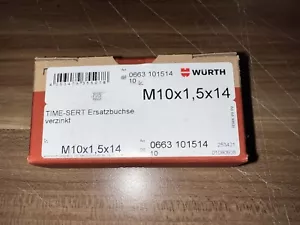 0663 101514
10
WÜRTH
M10x1,5x14
TIME-SERT Ersatzbuchse
verzinkt
M10x1,5x14
0663 101514
10